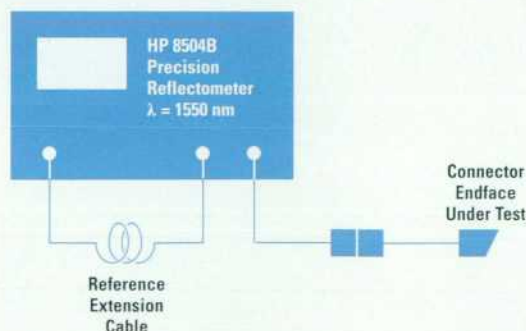 HP 8504B
Precision
Reflectometer
λ = 1550 nm
Connector
Endface
Under Test
Reference
Extension
Cable